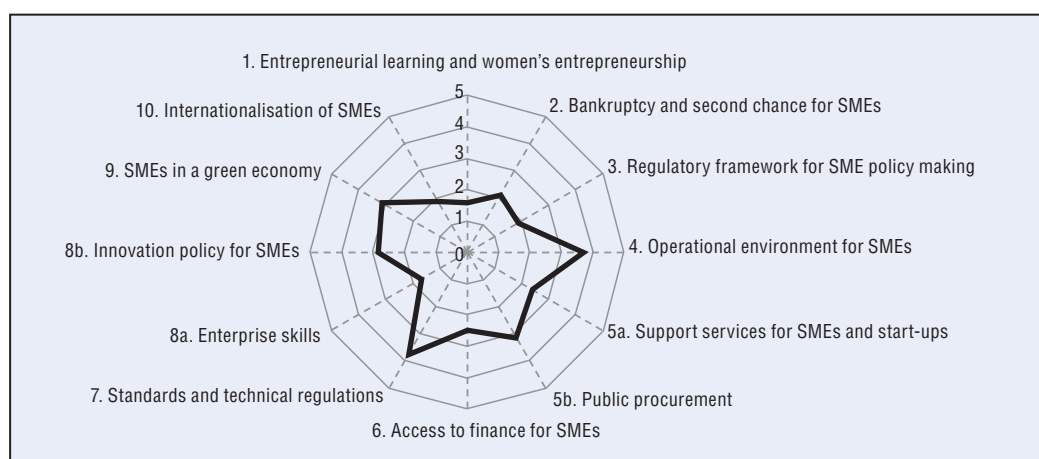 1. Entrepreneurial learning and women's entrepreneurship
5
10. Internationalisation of SMEs
2. Bankruptcy and second chance for SMEs
4
3
9. SMEs in a green economy
3. Regulatory framework for SME policy making
2
1
8b. Innovation policy for SMEs
0
4. Operational environment for SMEs
8a. Enterprise skills
5a. Support services for SMEs and start-ups
7. Standards and technical regulations
5b. Public procurement
6. Access to finance for SMEs